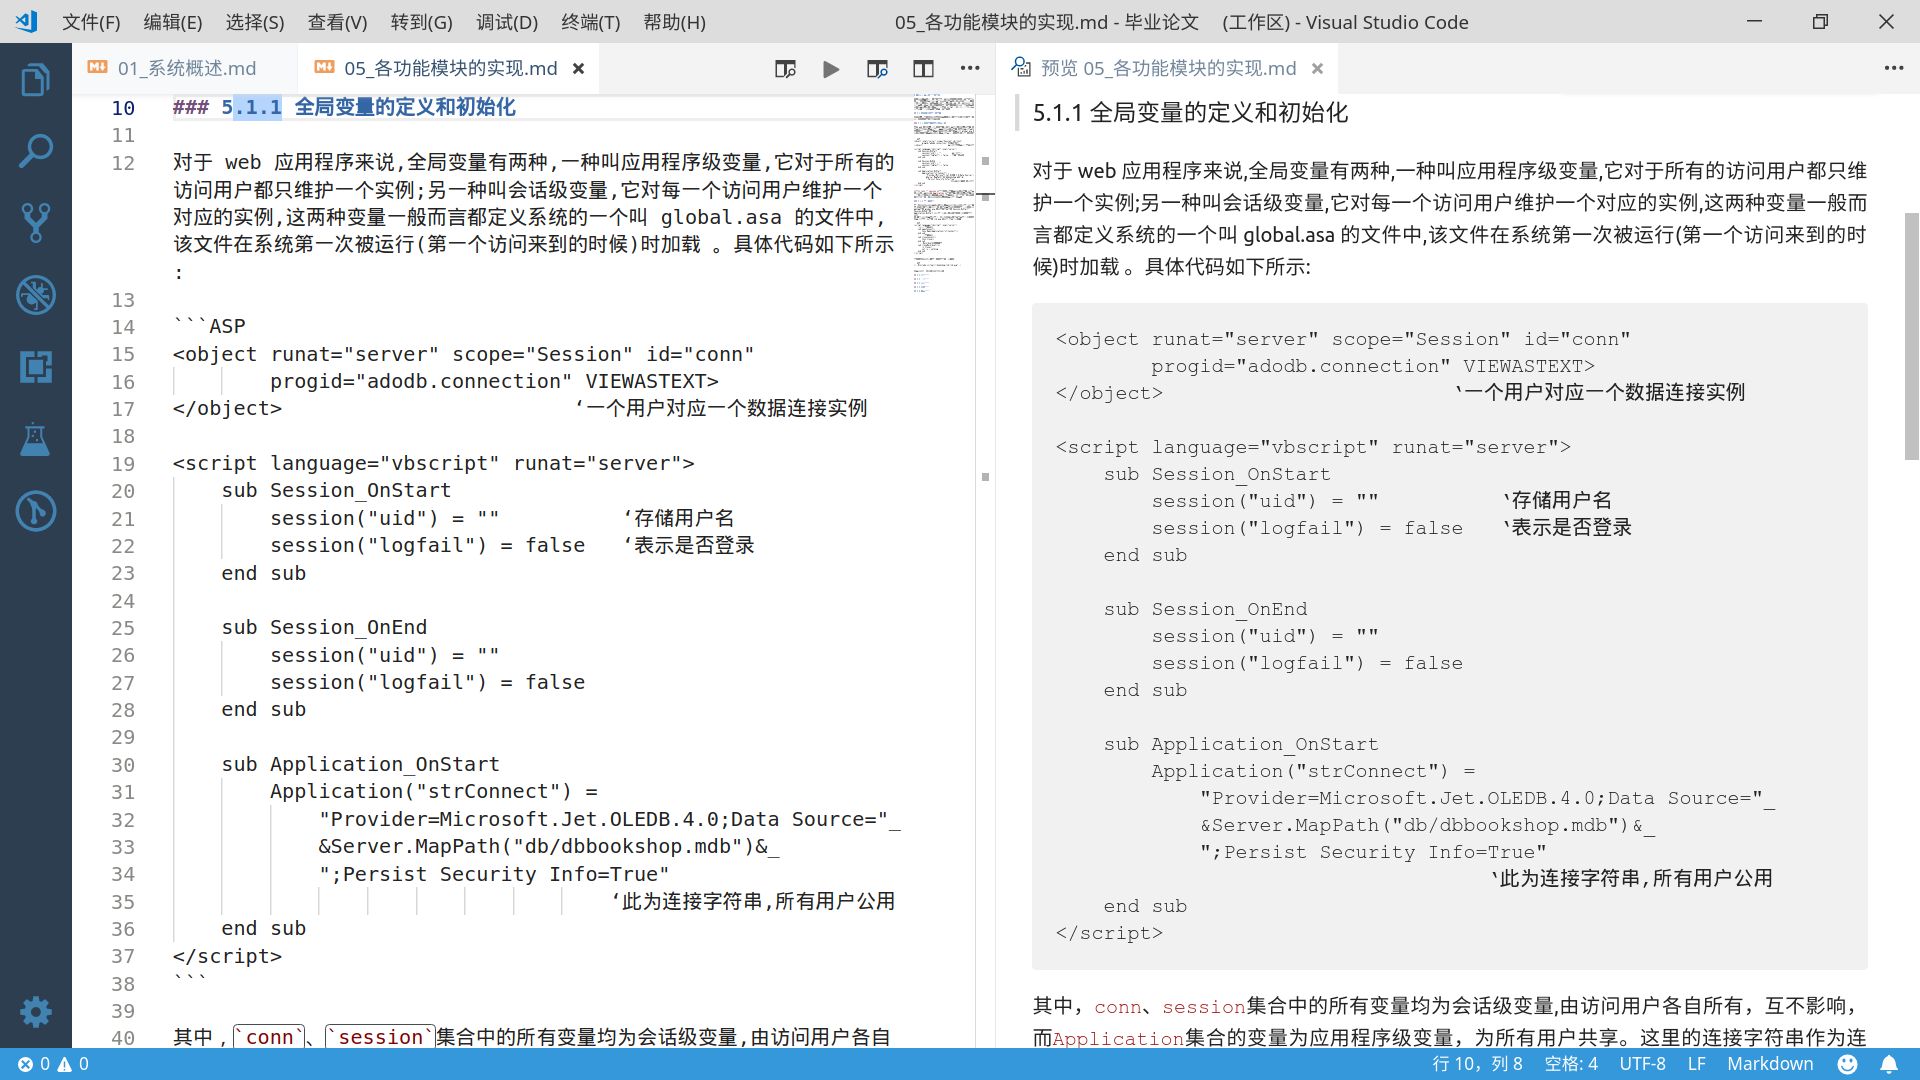 文件(F) 编辑(E) 选择(S) 查看(V) 转到(G) 调试(D) 终端(T) 帮助(H) 05_各功能模块的实现.md - 毕业论文 (工作区) - Visual Studio Code
01_系统概述.md 05_各功能模块的实现.md
预览 05_各功能模块的实现.md
10 ### 5.1.1 全局变量的定义和初始化
11
12 对于 web 应用程序来说,全局变量有两种,一种叫应用程序级变量,它对于所有的
访问用户都只维护一个实例;另一种叫会话级变量,它对每一个访问用户维护一个
对应的实例,这两种变量一般而言都定义系统的一个叫 global.asa 的文件中,
该文件在系统第一次被运行(第一个访问来到的时候)时加载 。具体代码如下所示
:
13
14 ```ASP
15 <object runat="server" scope="Session" id="conn"
16         progid="adodb.connection" VIEWASTEXT>
17 </object>                        ‘一个用户对应一个数据连接实例
18
19 <script language="vbscript" runat="server">
20     sub Session_OnStart
21         session("uid") = ""          ‘存储用户名
22         session("logfail") = false   ‘表示是否登录
23     end sub
24
25     sub Session_OnEnd
26         session("uid") = ""
27         session("logfail") = false
28     end sub
29
30     sub Application_OnStart
31         Application("strConnect") =
32             "Provider=Microsoft.Jet.OLEDB.4.0;Data Source="_
33             &Server.MapPath("db/dbbookshop.mdb")&_
34             ";Persist Security Info=True"
35                                     ‘此为连接字符串,所有用户公用
36     end sub
37 </script>
38 ```
39
40 其中,`conn`、`session`集合中的所有变量均为会话级变量,由访问用户各自
5.1.1 全局变量的定义和初始化
对于 web 应用程序来说,全局变量有两种,一种叫应用程序级变量,它对于所有的访问用户都只维
护一个实例;另一种叫会话级变量,它对每一个访问用户维护一个对应的实例,这两种变量一般而
言都定义系统的一个叫 global.asa 的文件中,该文件在系统第一次被运行(第一个访问来到的时
候)时加载 。具体代码如下所示:
<object runat="server" scope="Session" id="conn"
        progid="adodb.connection" VIEWASTEXT>
</object>                        ‘一个用户对应一个数据连接实例
<script language="vbscript" runat="server">
    sub Session_OnStart
        session("uid") = ""          ‘存储用户名
        session("logfail") = false   ‘表示是否登录
    end sub
    sub Session_OnEnd
        session("uid") = ""
        session("logfail") = false
    end sub
    sub Application_OnStart
        Application("strConnect") =
            "Provider=Microsoft.Jet.OLEDB.4.0;Data Source="_
            &Server.MapPath("db/dbbookshop.mdb")&_
            ";Persist Security Info=True"
                                    ‘此为连接字符串,所有用户公用
    end sub
</script>
其中，conn、session集合中的所有变量均为会话级变量,由访问用户各自所有，互不影响，
而Application集合的变量为应用程序级变量，为所有用户共享。这里的连接字符串作为连
0 0 行 10，列 8 空格: 4 UTF-8 LF Markdown